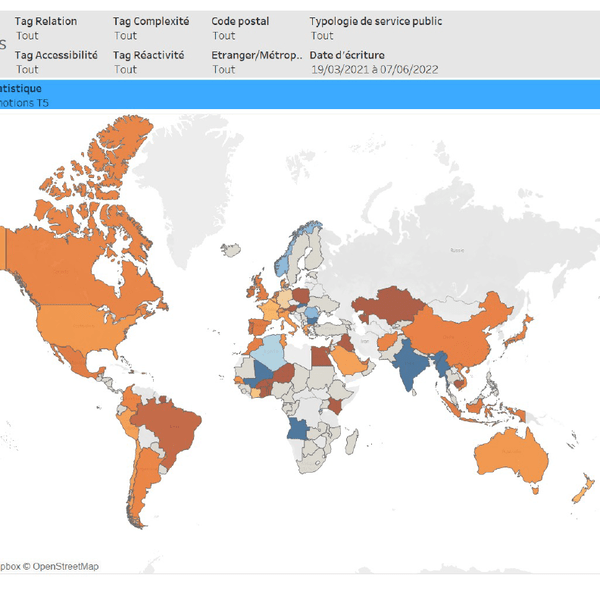 Tag Relation Tag Complexité Code postal Typologie de service public
Tout Tout Tout Tout
S
Tag Accessibilité Tag Réactivité Etranger/Métrop.. Date d'écriture
Tout Tout Tout 19/03/2021 à 07/06/2022
atistique
notions T5
pbox © OpenStreetMap